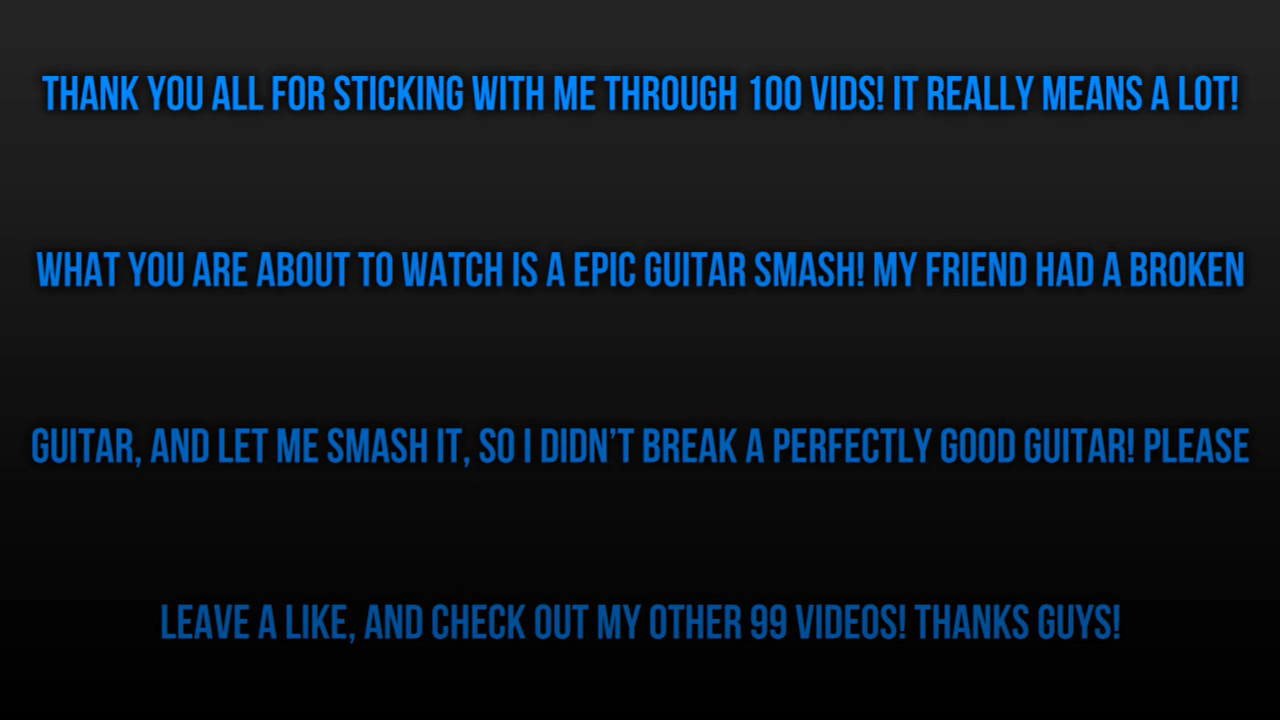 THANK YOU ALL FOR STICKING WITH ME THROUGH 100 VIDS! IT REALLY MEANS A LOT!
WHAT YOU ARE ABOUT TO WATCH IS A EPIC GUITAR SMASH! MY FRIEND HAD A BROKEN
GUITAR, AND LET ME SMASH IT, SO I DIDN'T BREAK A PERFECTLY GOOD GUITAR! PLEASE
LEAVE A LIKE, AND CHECK OUT MY OTHER 99 VIDEOS! THANKS GUYS!